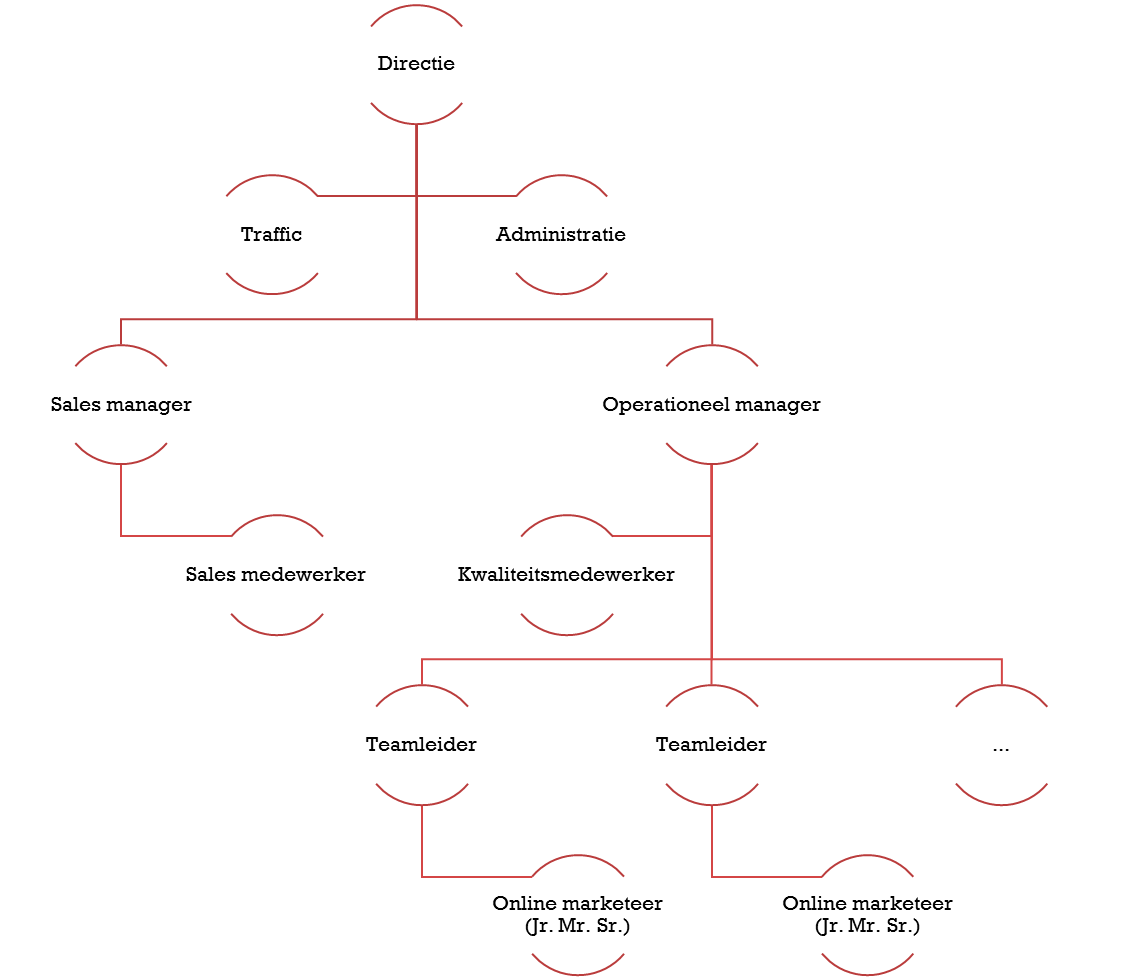 Directie
Traffic
Administratie
Sales manager
Operationeel manager
Sales medewerker
Kwaliteitsmedewerker
Teamleider
Teamleider
...
Online marketeer
(Jr. Mr. Sr.)
Online marketeer
(Jr. Mr. Sr.)